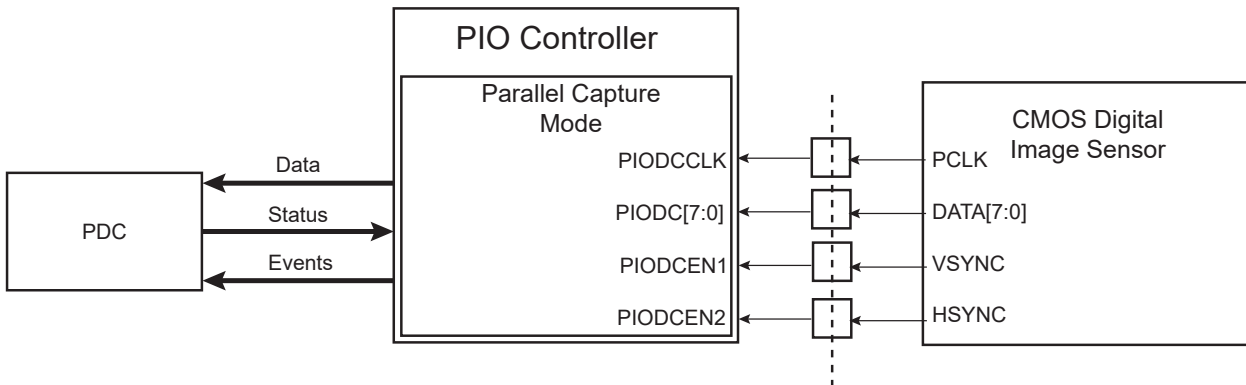 PIO Controller
Parallel Capture
Mode
CMOS Digital
Image Sensor
PDC
Data
Status
Events
PIODCCLK
PCLK
PIODC[7:0]
DATA[7:0]
PIODCEN1
VSYNC
PIODCEN2
HSYNC